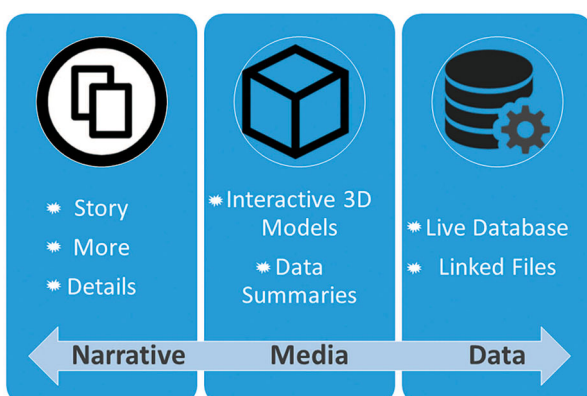 Story
More
Details
Interactive 3D
Models
Data
Summaries
Live Database
Linked Files
Narrative
Media
Data